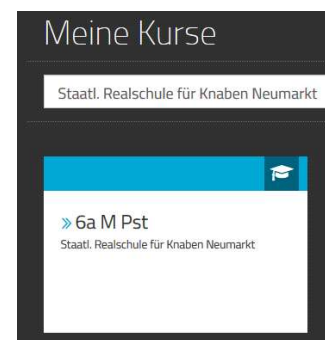 Meine Kurse
Staatl. Realschule für Knaben Neumarkt
» 6a M Pst
Staatl. Realschule für Knaben Neumarkt